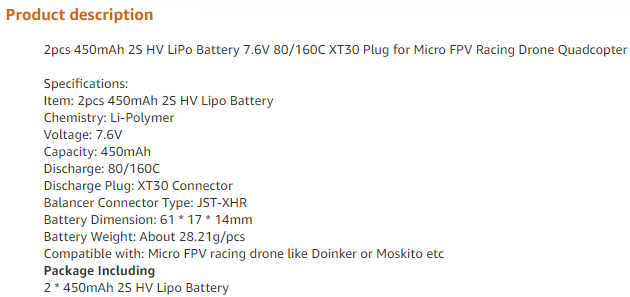 Product description
2pcs 450mAh 2S HV LiPo Battery 7.6V 80/160C XT30 Plug for Micro FPV Racing Drone Quadcopter
Specifications:
Item: 2pcs 450mAh 2S HV Lipo Battery
Chemistry: Li-Polymer
Voltage: 7.6V
Capacity: 450mAh
Discharge: 80/160C
Discharge Plug: XT30 Connector
Balancer Connector Type: JST-XHR
Battery Dimension: 61 * 17 * 14mm
Battery Weight: About 28.21g/pcs
Compatible with: Micro FPV racing drone like Doinker or Moskito etc
Package Including
2 * 450mAh 2S HV Lipo Battery